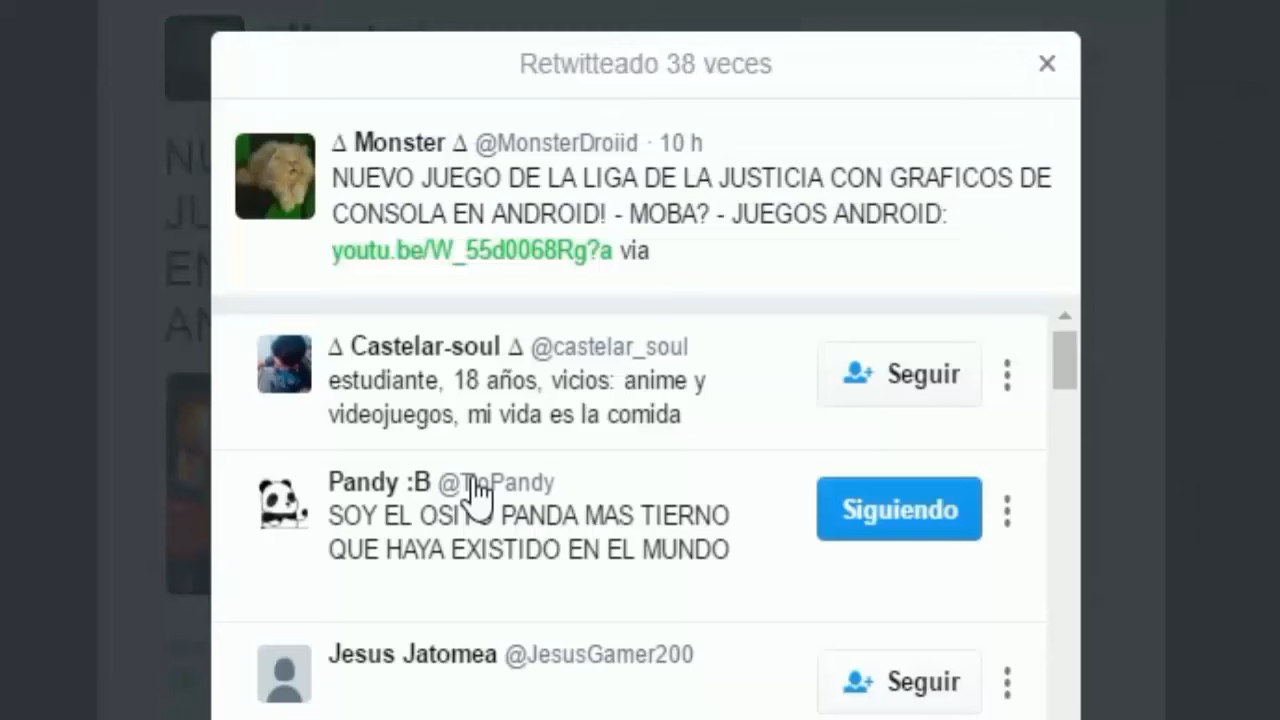 Retwitteado 38 veces
Δ Monster Δ @MonsterDroiid · 10 h
NUEVO JUEGO DE LA LIGA DE LA JUSTICIA CON GRAFICOS DE
CONSOLA EN ANDROID! - MOBA? - JUEGOS ANDROID:
youtu.be/W_55d0068Rg?a via
Δ Castelar-soul Δ @castelar_soul
estudiante, 18 años, vicios: anime y
videojuegos, mi vida es la comida
Seguir
Pandy :B
SOY EL OSITO PANDA MAS TIERNO
QUE HAYA EXISTIDO EN EL MUNDO
Siguiendo
Jesus Jatomea @JesusGamer200
Seguir